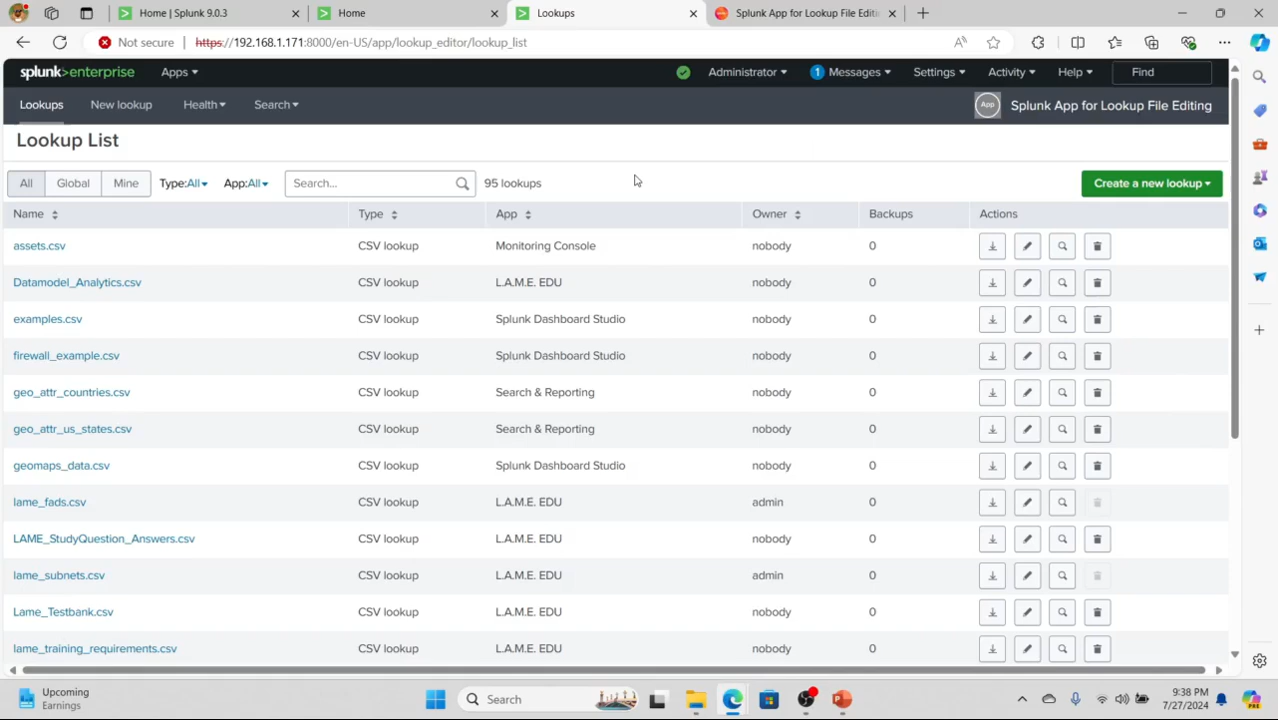 Home | Splunk 9.0.3
Home
Lookups
Splunk App for Lookup File Editi
Not secure
https://192.168.1.171:8000/en-US/app/lookup_editor/lookup_list
splunk>enterprise Apps Administrator 1 Messages Settings Activity Help Find
Lookups New lookup Health Search App Splunk App for Lookup File Editing
Lookup List
All Global Mine Type:All App:All Search... 95 lookups Create a new lookup
Name Type App Owner Backups Actions
assets.csv CSV lookup Monitoring Console nobody 0
Datamodel_Analytics.csv CSV lookup L.A.M.E. EDU nobody 0
examples.csv CSV lookup Splunk Dashboard Studio nobody 0
firewall_example.csv CSV lookup Splunk Dashboard Studio nobody 0
geo_attr_countries.csv CSV lookup Search & Reporting nobody 0
geo_attr_us_states.csv CSV lookup Search & Reporting nobody 0
geomaps_data.csv CSV lookup Splunk Dashboard Studio nobody 0
lame_fads.csv CSV lookup L.A.M.E. EDU admin 0
LAME_StudyQuestion_Answers.csv CSV lookup L.A.M.E. EDU nobody 0
lame_subnets.csv CSV lookup L.A.M.E. EDU admin 0
Lame_Testbank.csv CSV lookup L.A.M.E. EDU nobody 0
lame_training_requirements.csv CSV lookup L.A.M.E. EDU nobody 0
Upcoming
Earnings
Search
9:38 PM
7/27/2024